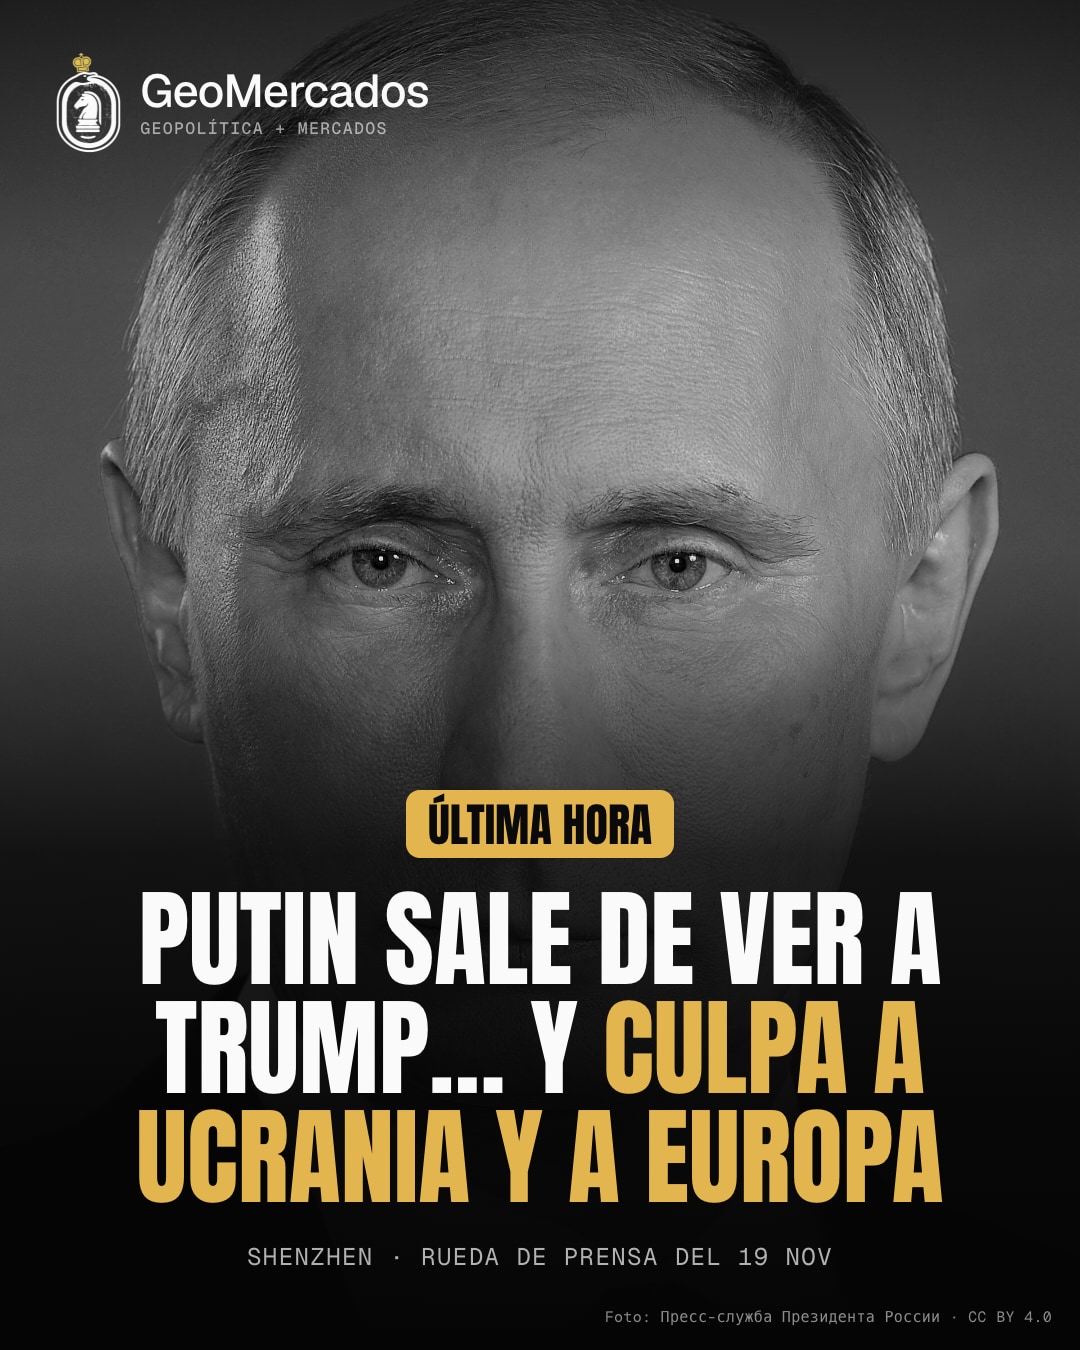 GeoMercados
GEOPOLÍTICA + MERCADOS
ÚLTIMA HORA
PUTIN SALE DE VER A
TRUMP... Y CULPA A
UCRANIA Y A EUROPA
SHENZHEN · RUEDA DE PRENSA DEL 19 NOV
Foto: Пресс-служба Президента России · CC BY 4.0